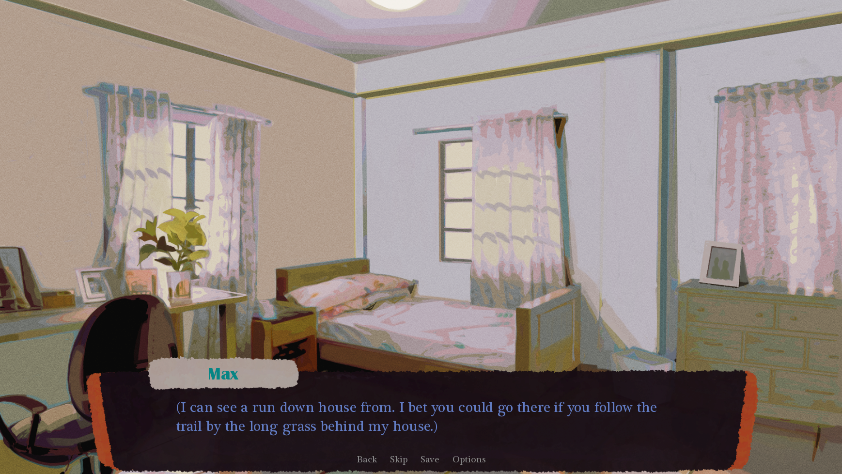 Max
(I can see a run down house from. I bet you could go there if you follow the
trail by the long grass behind my house.)
Back Skip Save Options